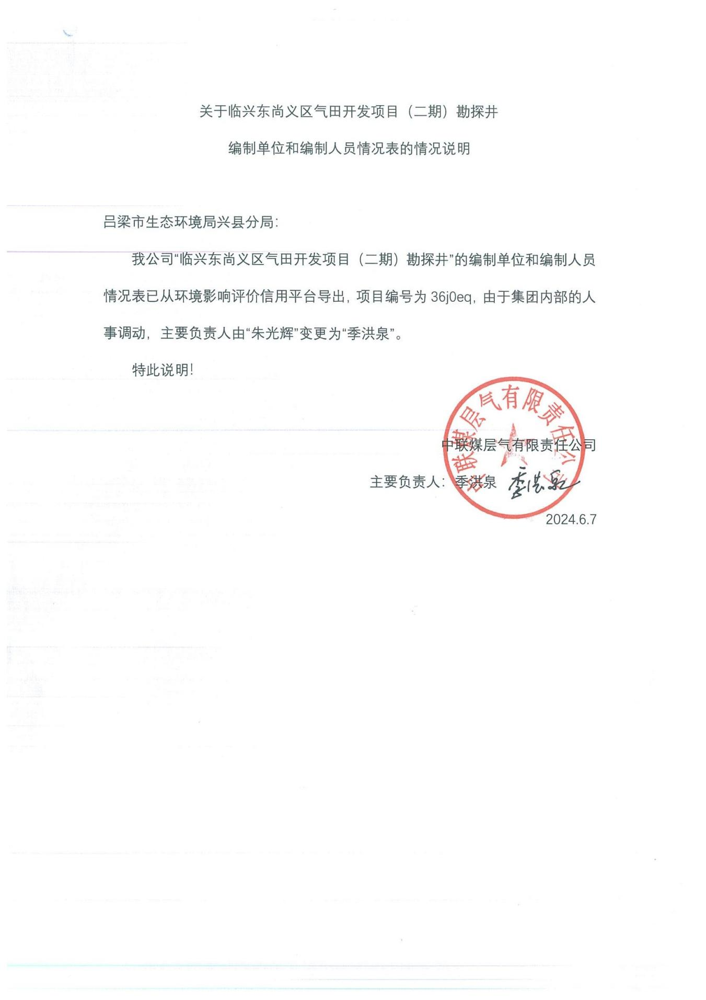 关于临兴东尚义区气田开发项目（二期）勘探井
编制单位和编制人员情况表的情况说明
吕梁市生态环境局兴县分局：
我公司“临兴东尚义区气田开发项目（二期）勘探井”的编制单位和编制人员
情况表已从环境影响评价信用平台导出，项目编号为 36j0eq，由于集团内部的人
事调动，主要负责人由“朱光辉”变更为“季洪泉”。
特此说明！
中联煤层气有限责任公司
中联煤层气有限责任公司
主要负责人：季洪泉 季洪泉
2024.6.7